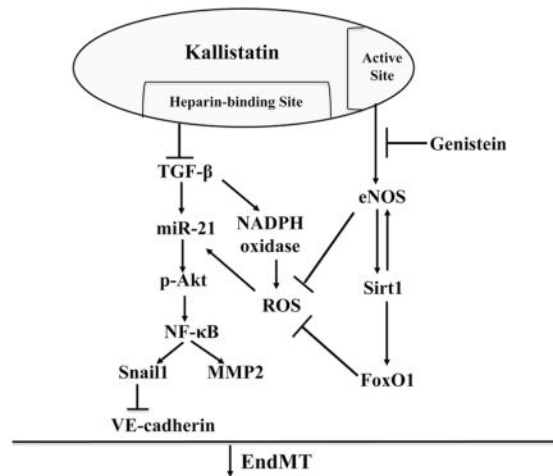 Kallistatin
Active
Site
Heparin-binding Site
Genistein
TGF-β
eNOS
miR-21
NADPH
oxidase
p-Akt
Sirt1
ROS
NF-κB
Snail1
MMP2
FoxO1
VE-cadherin
EndMT